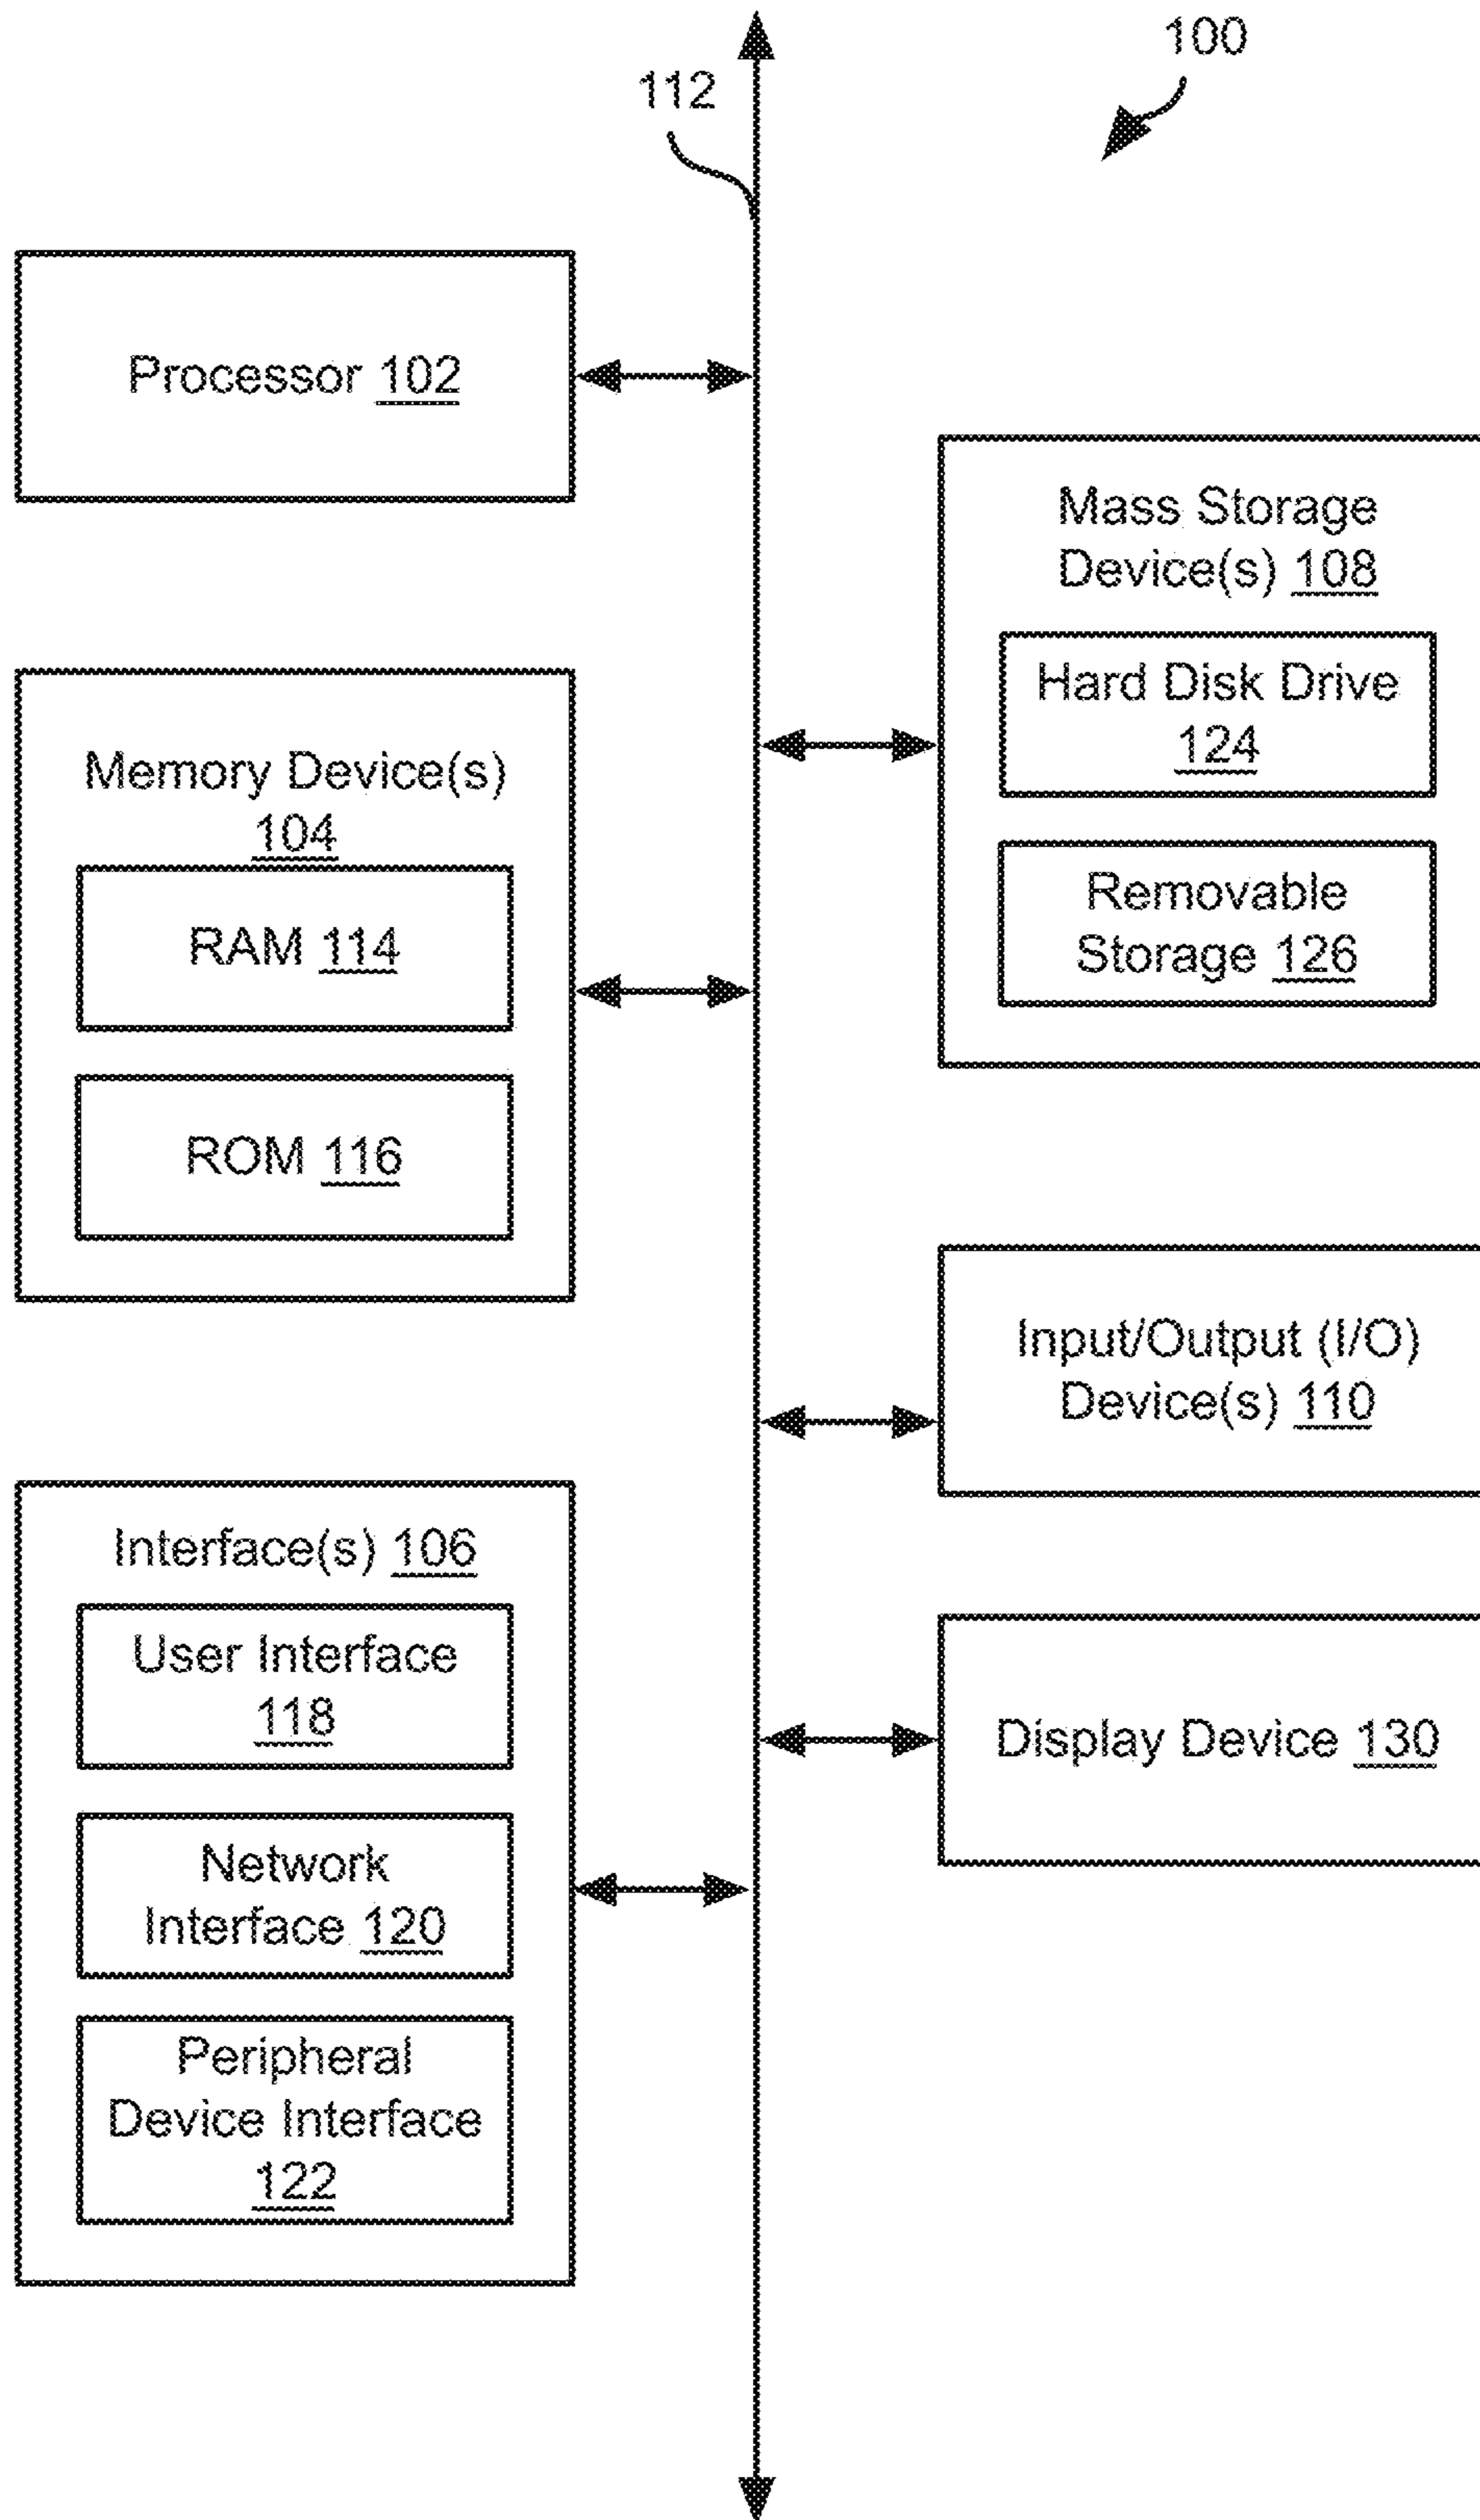 100
112
Processor 102
Mass Storage
Device(s) 108
Hard Disk Drive
124
Removable
Storage 126
Memory Device(s)
104
RAM 114
ROM 116
Input/Output (I/O)
Device(s) 110
Interface(s) 106
User Interface
118
Network
Interface 120
Peripheral
Device Interface
122
Display Device 130